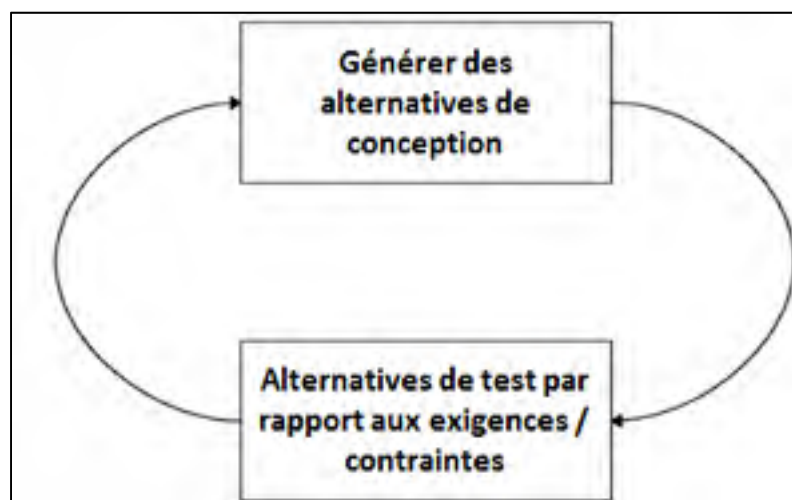 Générer des
alternatives de
conception
Alternatives de test par
rapport aux exigences /
contraintes